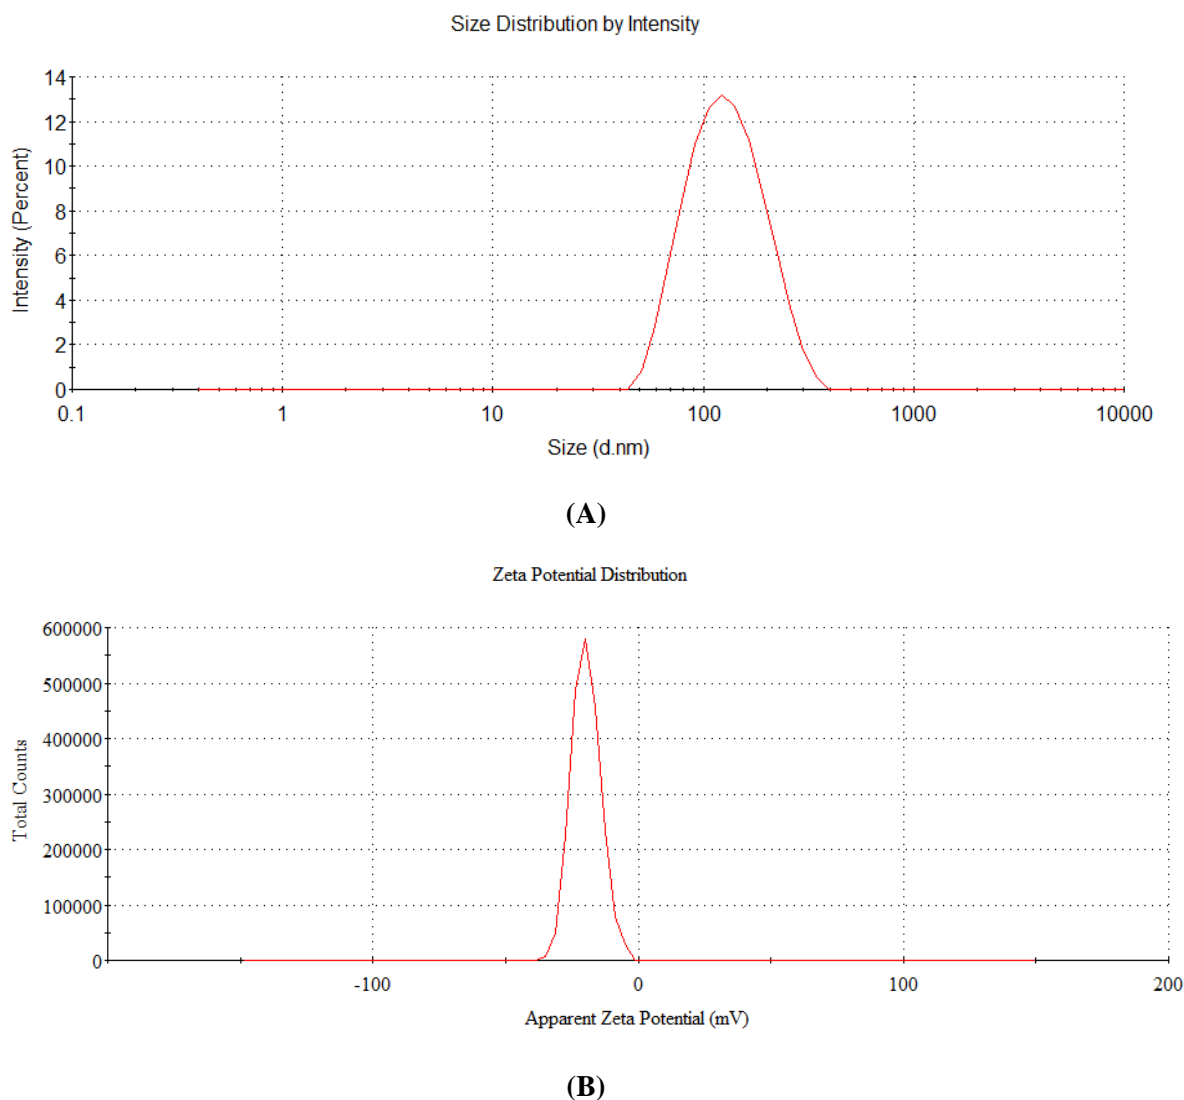 Size Distribution by Intensity
14
12
10
8
6
4
2
0
Intensity (Percent)
0.1 1 10 100 1000 10000
Size (d.nm)
(A)
Zeta Potential Distribution
600000
500000
400000
300000
200000
100000
0
Total Counts
-100 0 100 200
Apparent Zeta Potential (mV)
(B)